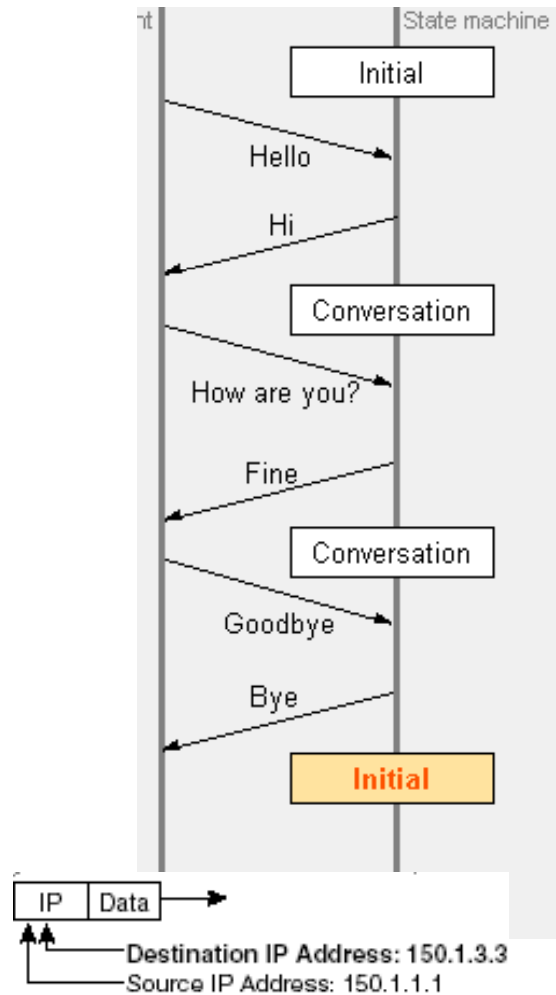 nt
State machine
Initial
Hello
Hi
Conversation
How are you?
Fine
Conversation
Goodbye
Bye
Initial
IP Data
Destination IP Address: 150.1.3.3
Source IP Address: 150.1.1.1